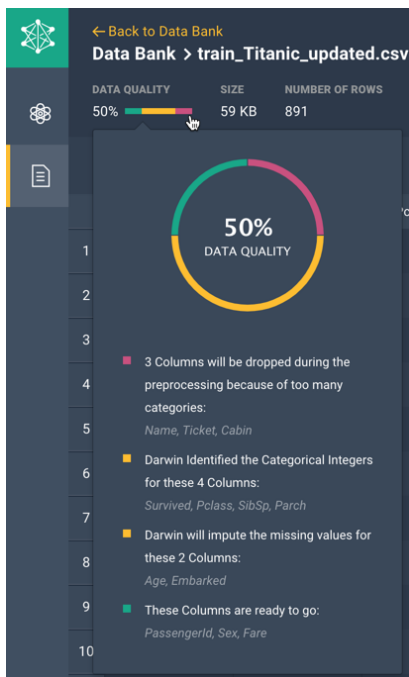 ← Back to Data Bank
Data Bank > train_Titanic_updated.csv
DATA QUALITY SIZE NUMBER OF ROWS
50% 59 KB 891
50%
DATA QUALITY
3 Columns will be dropped during the
preprocessing because of too many
categories:
Name, Ticket, Cabin
Darwin Identified the Categorical Integers
for these 4 Columns:
Survived, Pclass, SibSp, Parch
Darwin will impute the missing values for
these 2 Columns:
Age, Embarked
These Columns are ready to go:
PassengerId, Sex, Fare
1
2
3
4
5
6
7
8
9
10